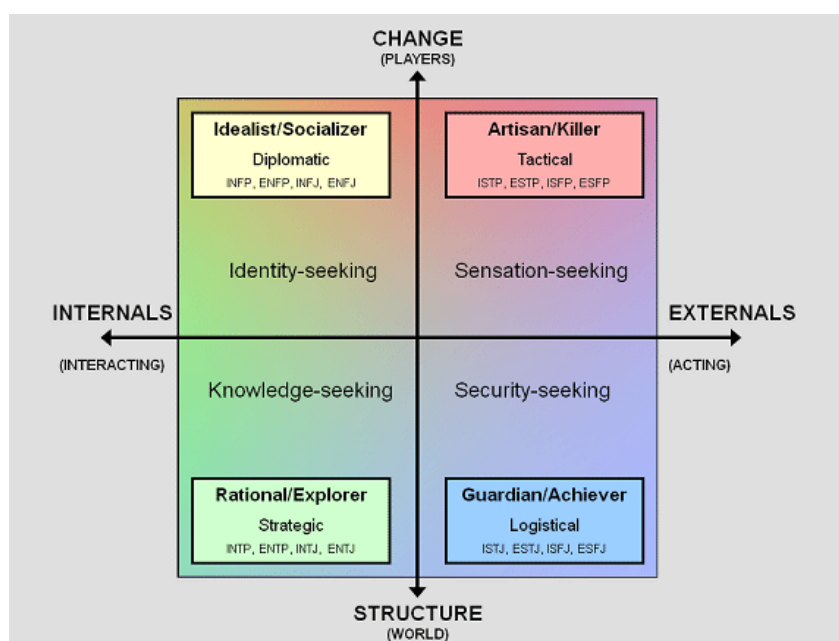 CHANGE
(PLAYERS)
Idealist/Socializer
Diplomatic
INFP, ENFP, INFJ, ENFJ
Artisan/Killer
Tactical
ISTP, ESTP, ISFP, ESFP
Identity-seeking
Sensation-seeking
INTERNALS
(INTERACTING)
EXTERNALS
(ACTING)
Knowledge-seeking
Security-seeking
Rational/Explorer
Strategic
INTP, ENTP, INTJ, ENTJ
Guardian/Achiever
Logistical
ISTJ, ESTJ, ISFJ, ESFJ
STRUCTURE
(WORLD)